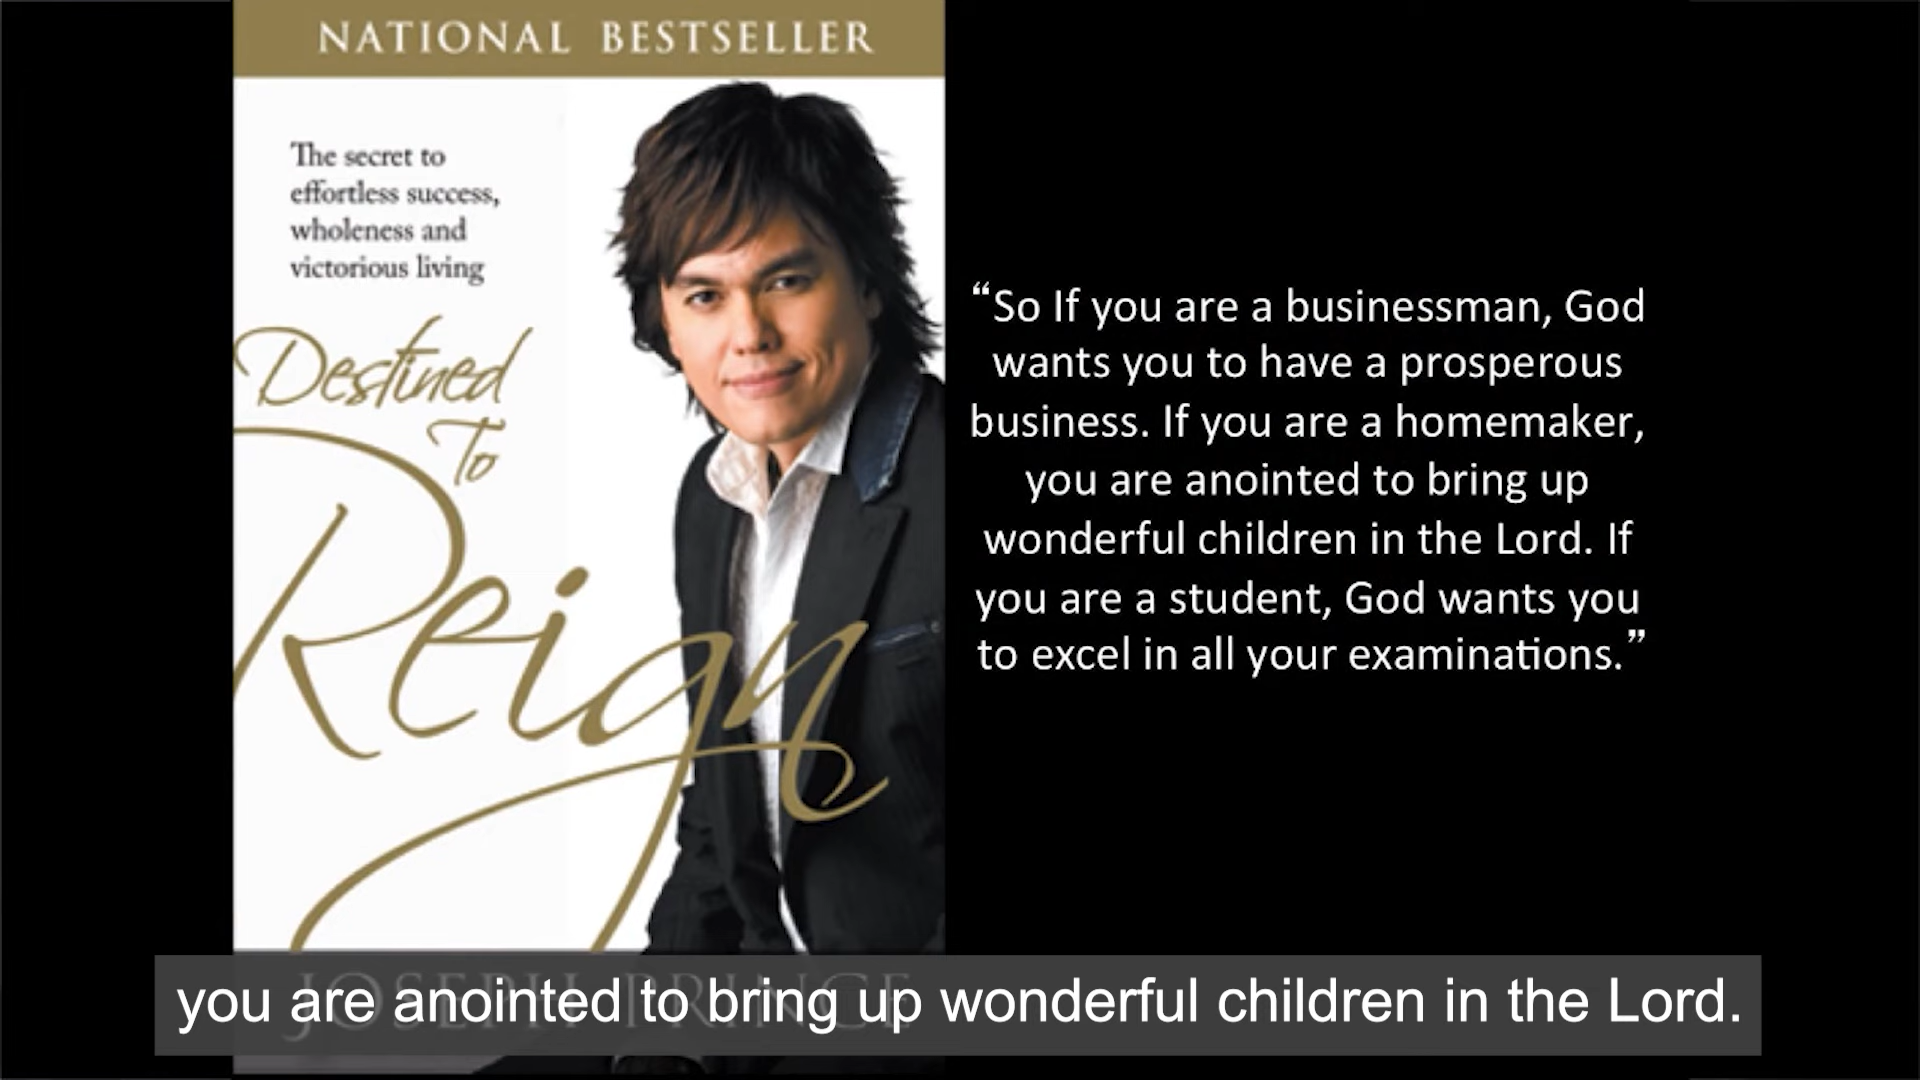 NATIONAL BESTSELLER
The secret to
effortless success,
wholeness and
victorious living
Destined
To
Reign
JOSEPH PRINCE
“So If you are a businessman, God
wants you to have a prosperous
business. If you are a homemaker,
you are anointed to bring up
wonderful children in the Lord. If
you are a student, God wants you
to excel in all your examinations.”
you are anointed to bring up wonderful children in the Lord.